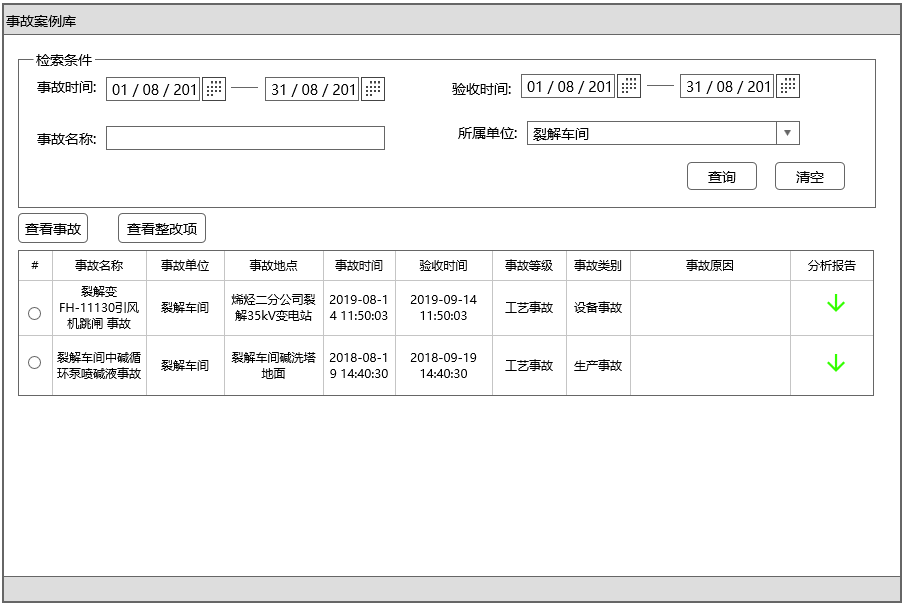 事故案例库
检索条件
事故时间: 01 / 08 / 201 — 31 / 08 / 201 验收时间: 01 / 08 / 201 — 31 / 08 / 201
事故名称: 所属单位: 裂解车间
查询 清空
查看事故 查看整改项
# 事故名称 事故单位 事故地点 事故时间 验收时间 事故等级 事故类别 事故原因 分析报告
裂解变
FH-11130引风
机跳闸 事故
裂解车间
烯烃二分公司裂
解35kV变电站
2019-08-1
4 11:50:03
2019-09-14
11:50:03
工艺事故
设备事故
裂解车间中碱循
环泵喷碱液事故
裂解车间
裂解车间碱洗塔
地面
2018-08-1
9 14:40:30
2018-09-19
14:40:30
工艺事故
生产事故